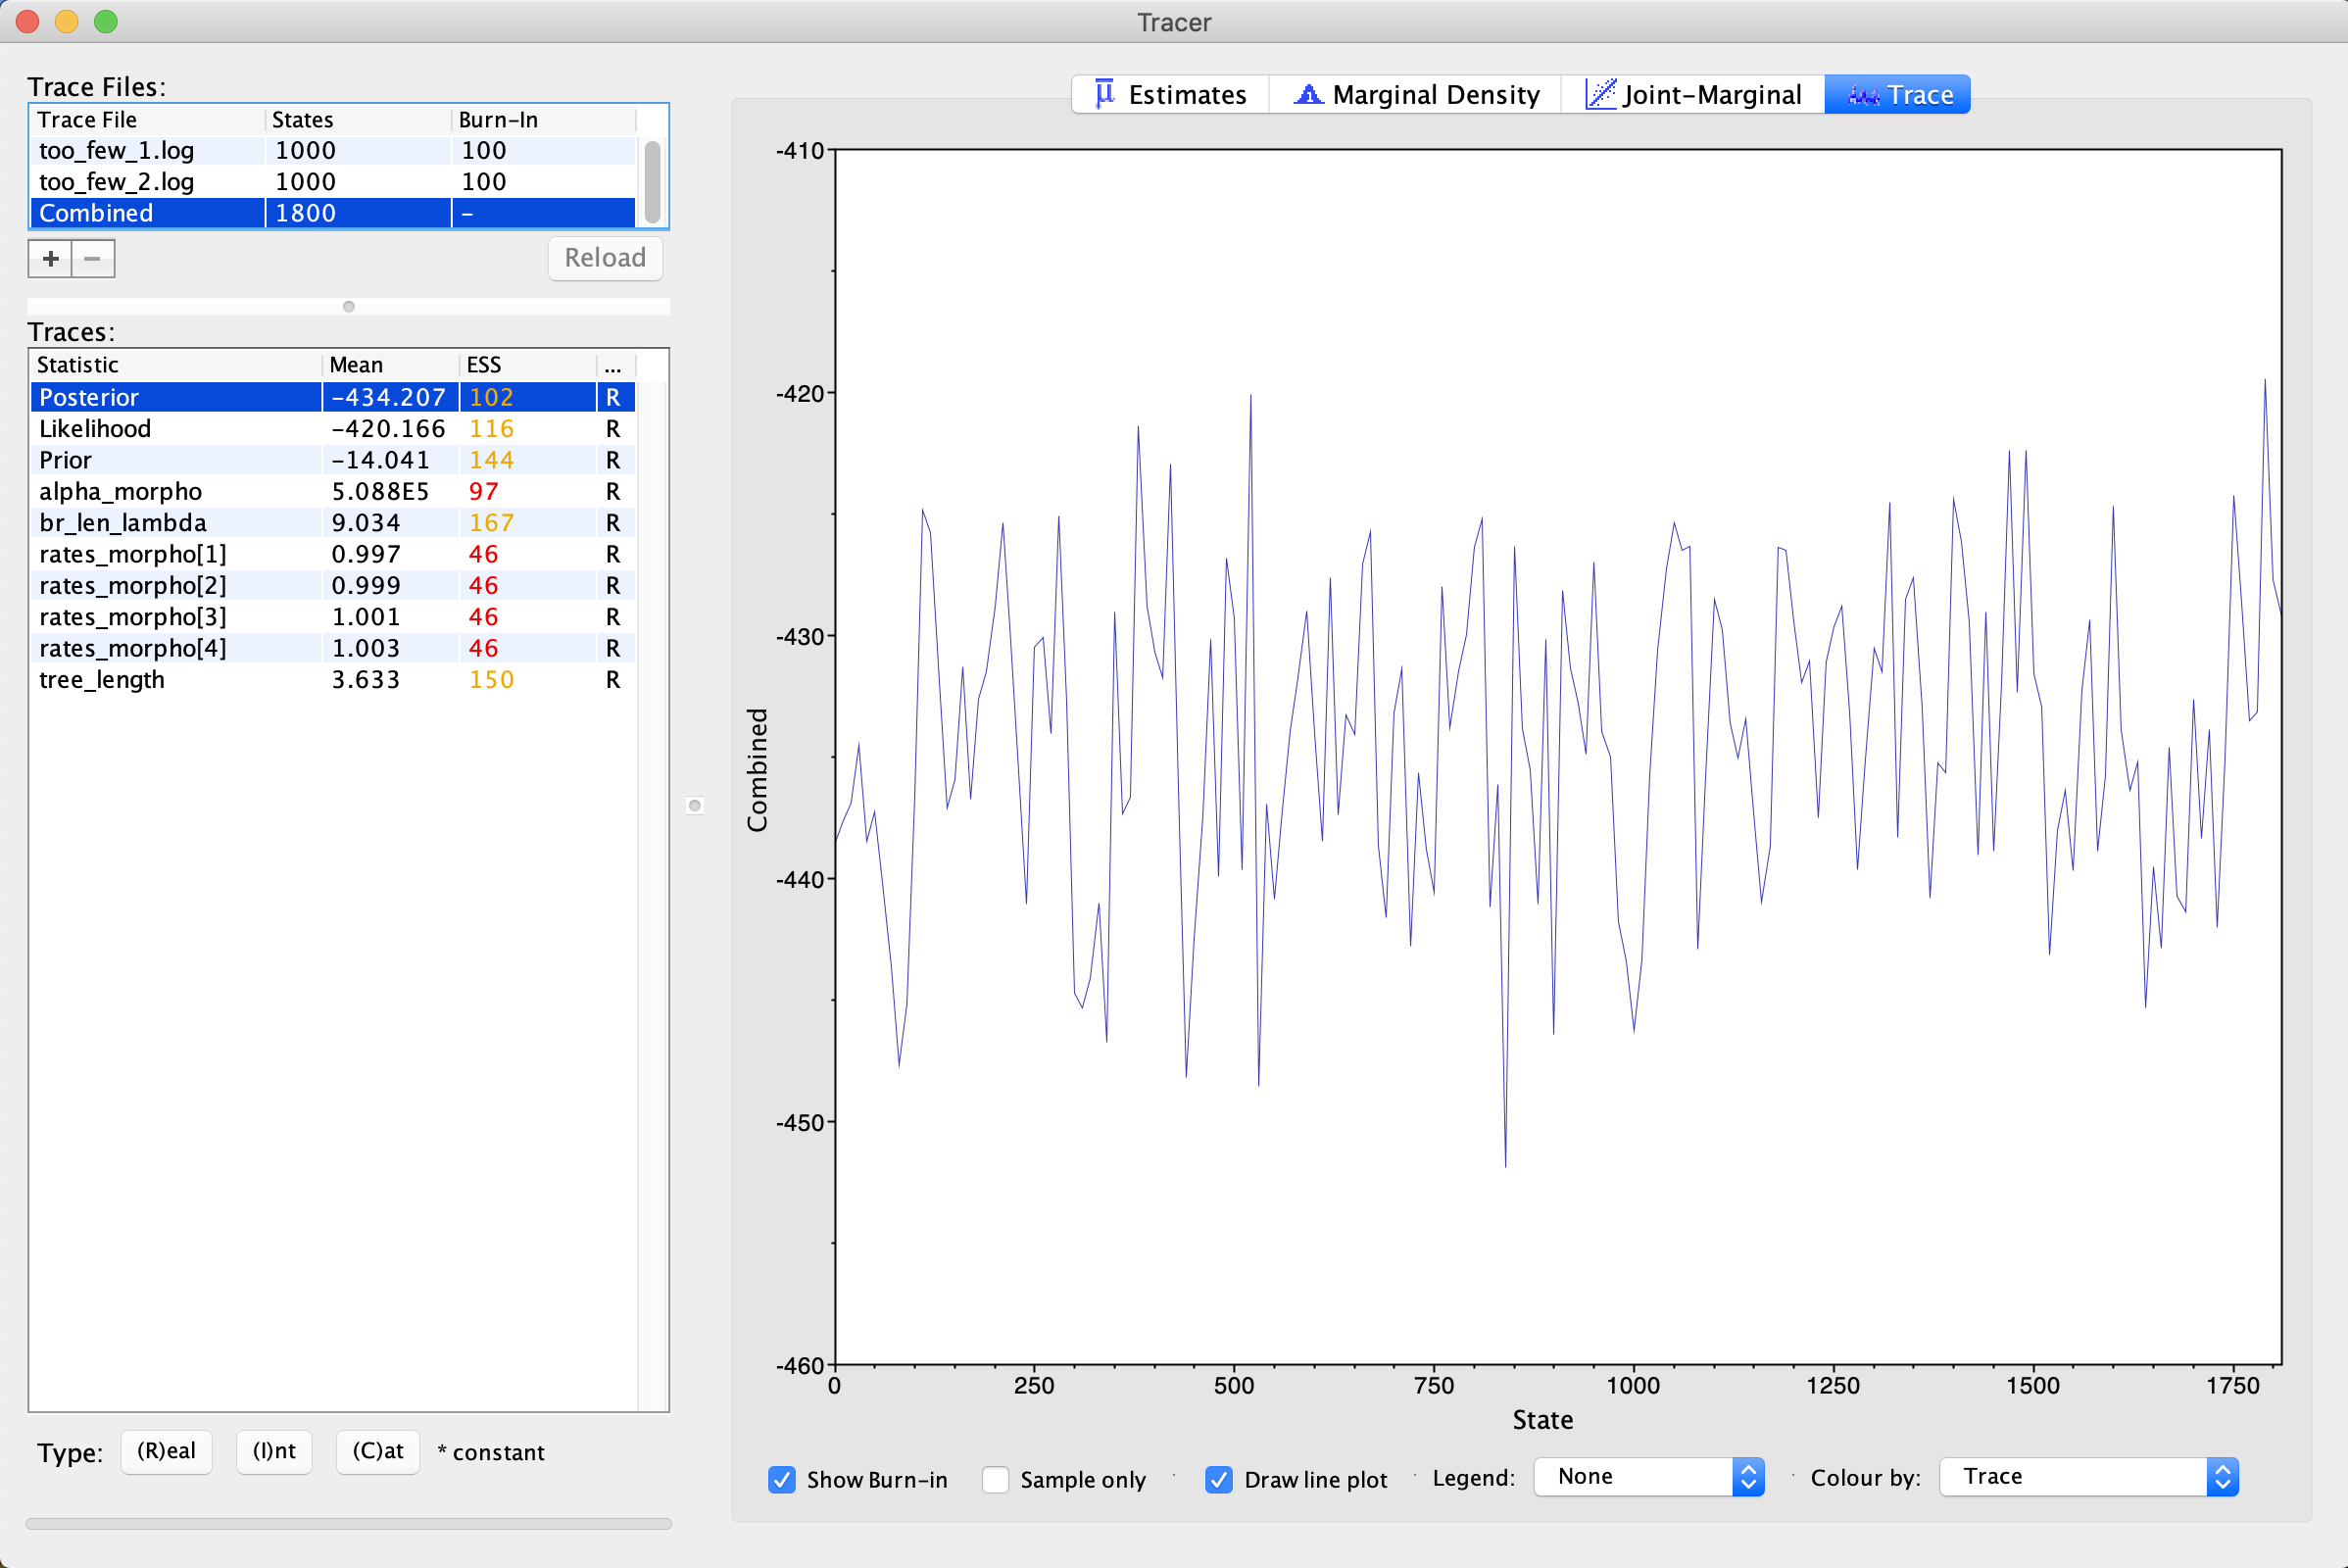 Tracer
Trace Files:
Trace File States Burn-In
too_few_1.log 1000 100
too_few_2.log 1000 100
Combined 1800 –
+ −
Reload
Traces:
Statistic Mean ESS ...
Posterior -434.207 102 R
Likelihood -420.166 116 R
Prior -14.041 144 R
alpha_morpho 5.088E5 97 R
br_len_lambda 9.034 167 R
rates_morpho[1] 0.997 46 R
rates_morpho[2] 0.999 46 R
rates_morpho[3] 1.001 46 R
rates_morpho[4] 1.003 46 R
tree_length 3.633 150 R
Type: (R)eal (I)nt (C)at * constant
Estimates Marginal Density Joint-Marginal Trace
-410
-420
-430
-440
-450
-460
Combined
0 250 500 750 1000 1250 1500 1750
State
Show Burn-in Sample only Draw line plot Legend: None Colour by: Trace